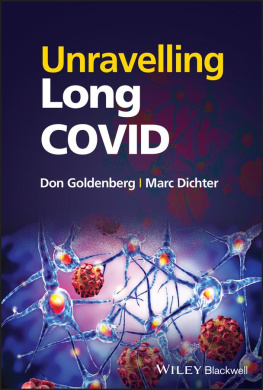 Unravelling
Long
COVID
Don Goldenberg | Marc Dichter
WILEY Blackwell